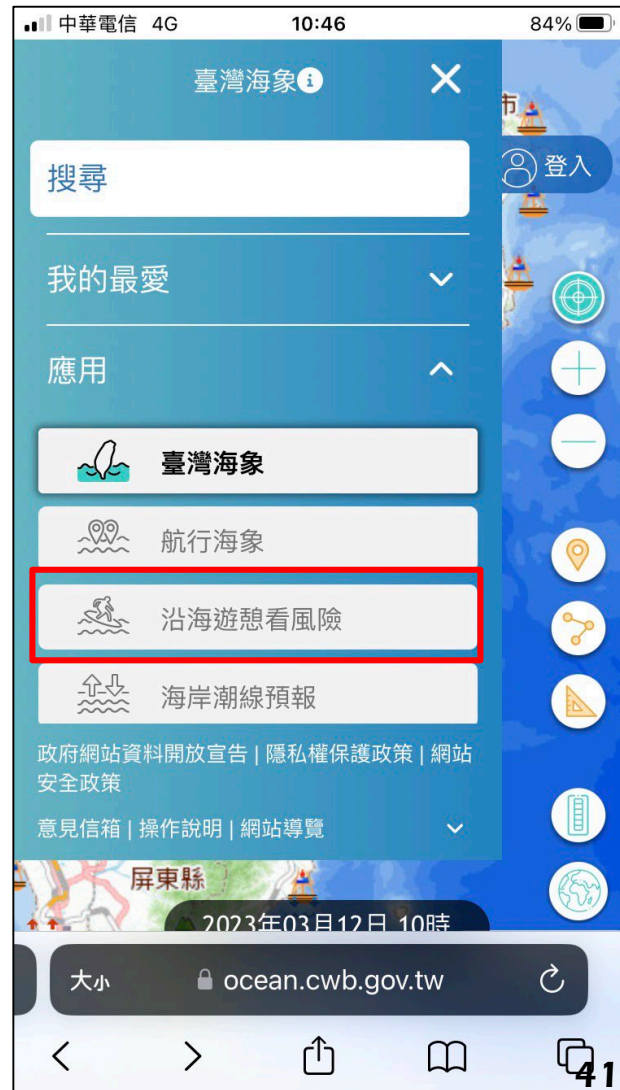 中華電信 4G 10:46 84%
臺灣海象
市
登入
搜尋
我的最愛
應用
臺灣海象
航行海象
沿海遊憩看風險
海岸潮線預報
政府網站資料開放宣告 | 隱私權保護政策 | 網站
安全政策
意見信箱 | 操作說明 | 網站導覽
屏東縣
2023年03月12日 10時
大小 ocean.cwb.gov.tw
41